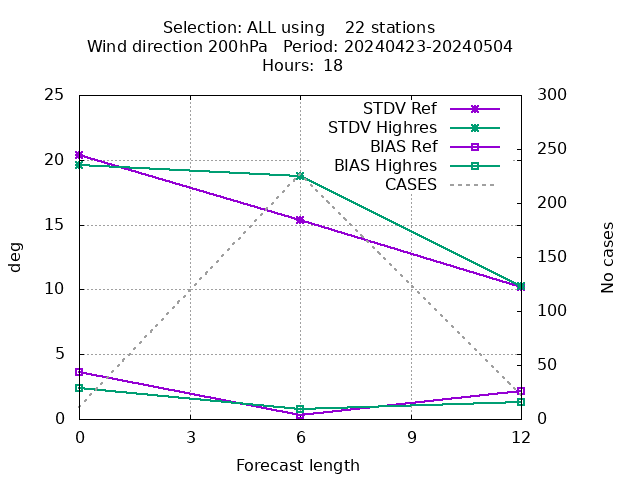 Selection: ALL using    22 stations
Wind direction 200hPa   Period: 20240423-20240504
Hours:  18
25
20
15
10
5
0
300
250
200
150
100
50
0
0
3
6
9
12
deg
No cases
Forecast length
STDV Ref
STDV Highres
BIAS Ref
BIAS Highres
CASES